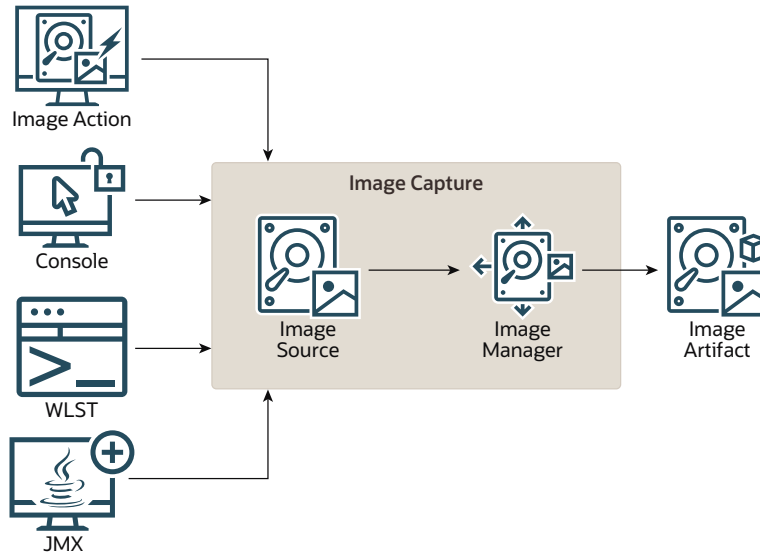 Image Action
Console
WLST
JMX
Image Capture
Image
Source
Image
Manager
Image
Artifact